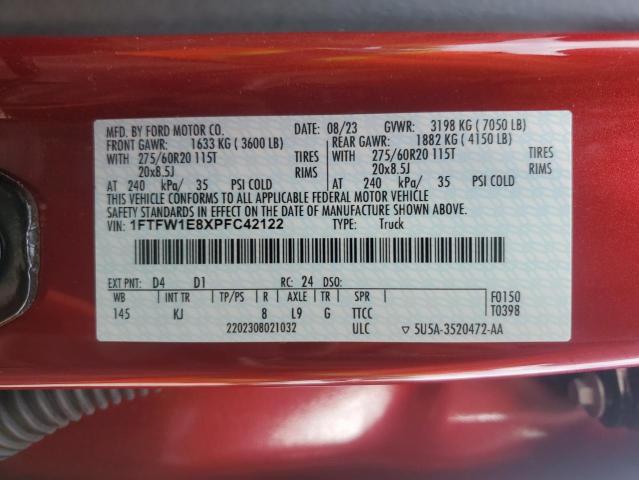 MFD. BY FORD MOTOR CO. DATE: 08/23 GVWR: 3198 KG ( 7050 LB)
FRONT GAWR: 1633 KG ( 3600 LB) REAR GAWR: 1882 KG ( 4150 LB)
WITH 275/60R20 115T TIRES WITH 275/60R20 115T TIRES
20x8.5J RIMS 20x8.5J RIMS
AT 240 kPa/ 35 PSI COLD AT 240 kPa/ 35 PSI COLD
THIS VEHICLE CONFORMS TO ALL APPLICABLE FEDERAL MOTOR VEHICLE
SAFETY STANDARDS IN EFFECT ON THE DATE OF MANUFACTURE SHOWN ABOVE.
VIN: 1FTFW1E8XPFC42122 TYPE: Truck
EXT PNT: D4 D1 RC: 24 DSO:
WB INT TR TP/PS R AXLE TR SPR F0150
145 KJ 8 L9 G TTCC T0398
2202308021032 ULC ▽ 5U5A-3520472-AA